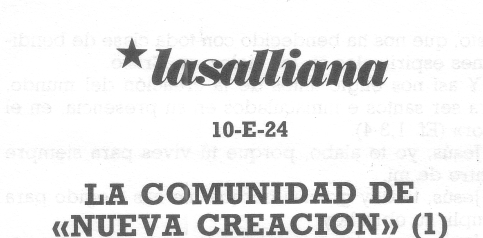 ★ lasalliana
10-E-24
LA COMUNIDAD DE
«NUEVA CREACION» (1)